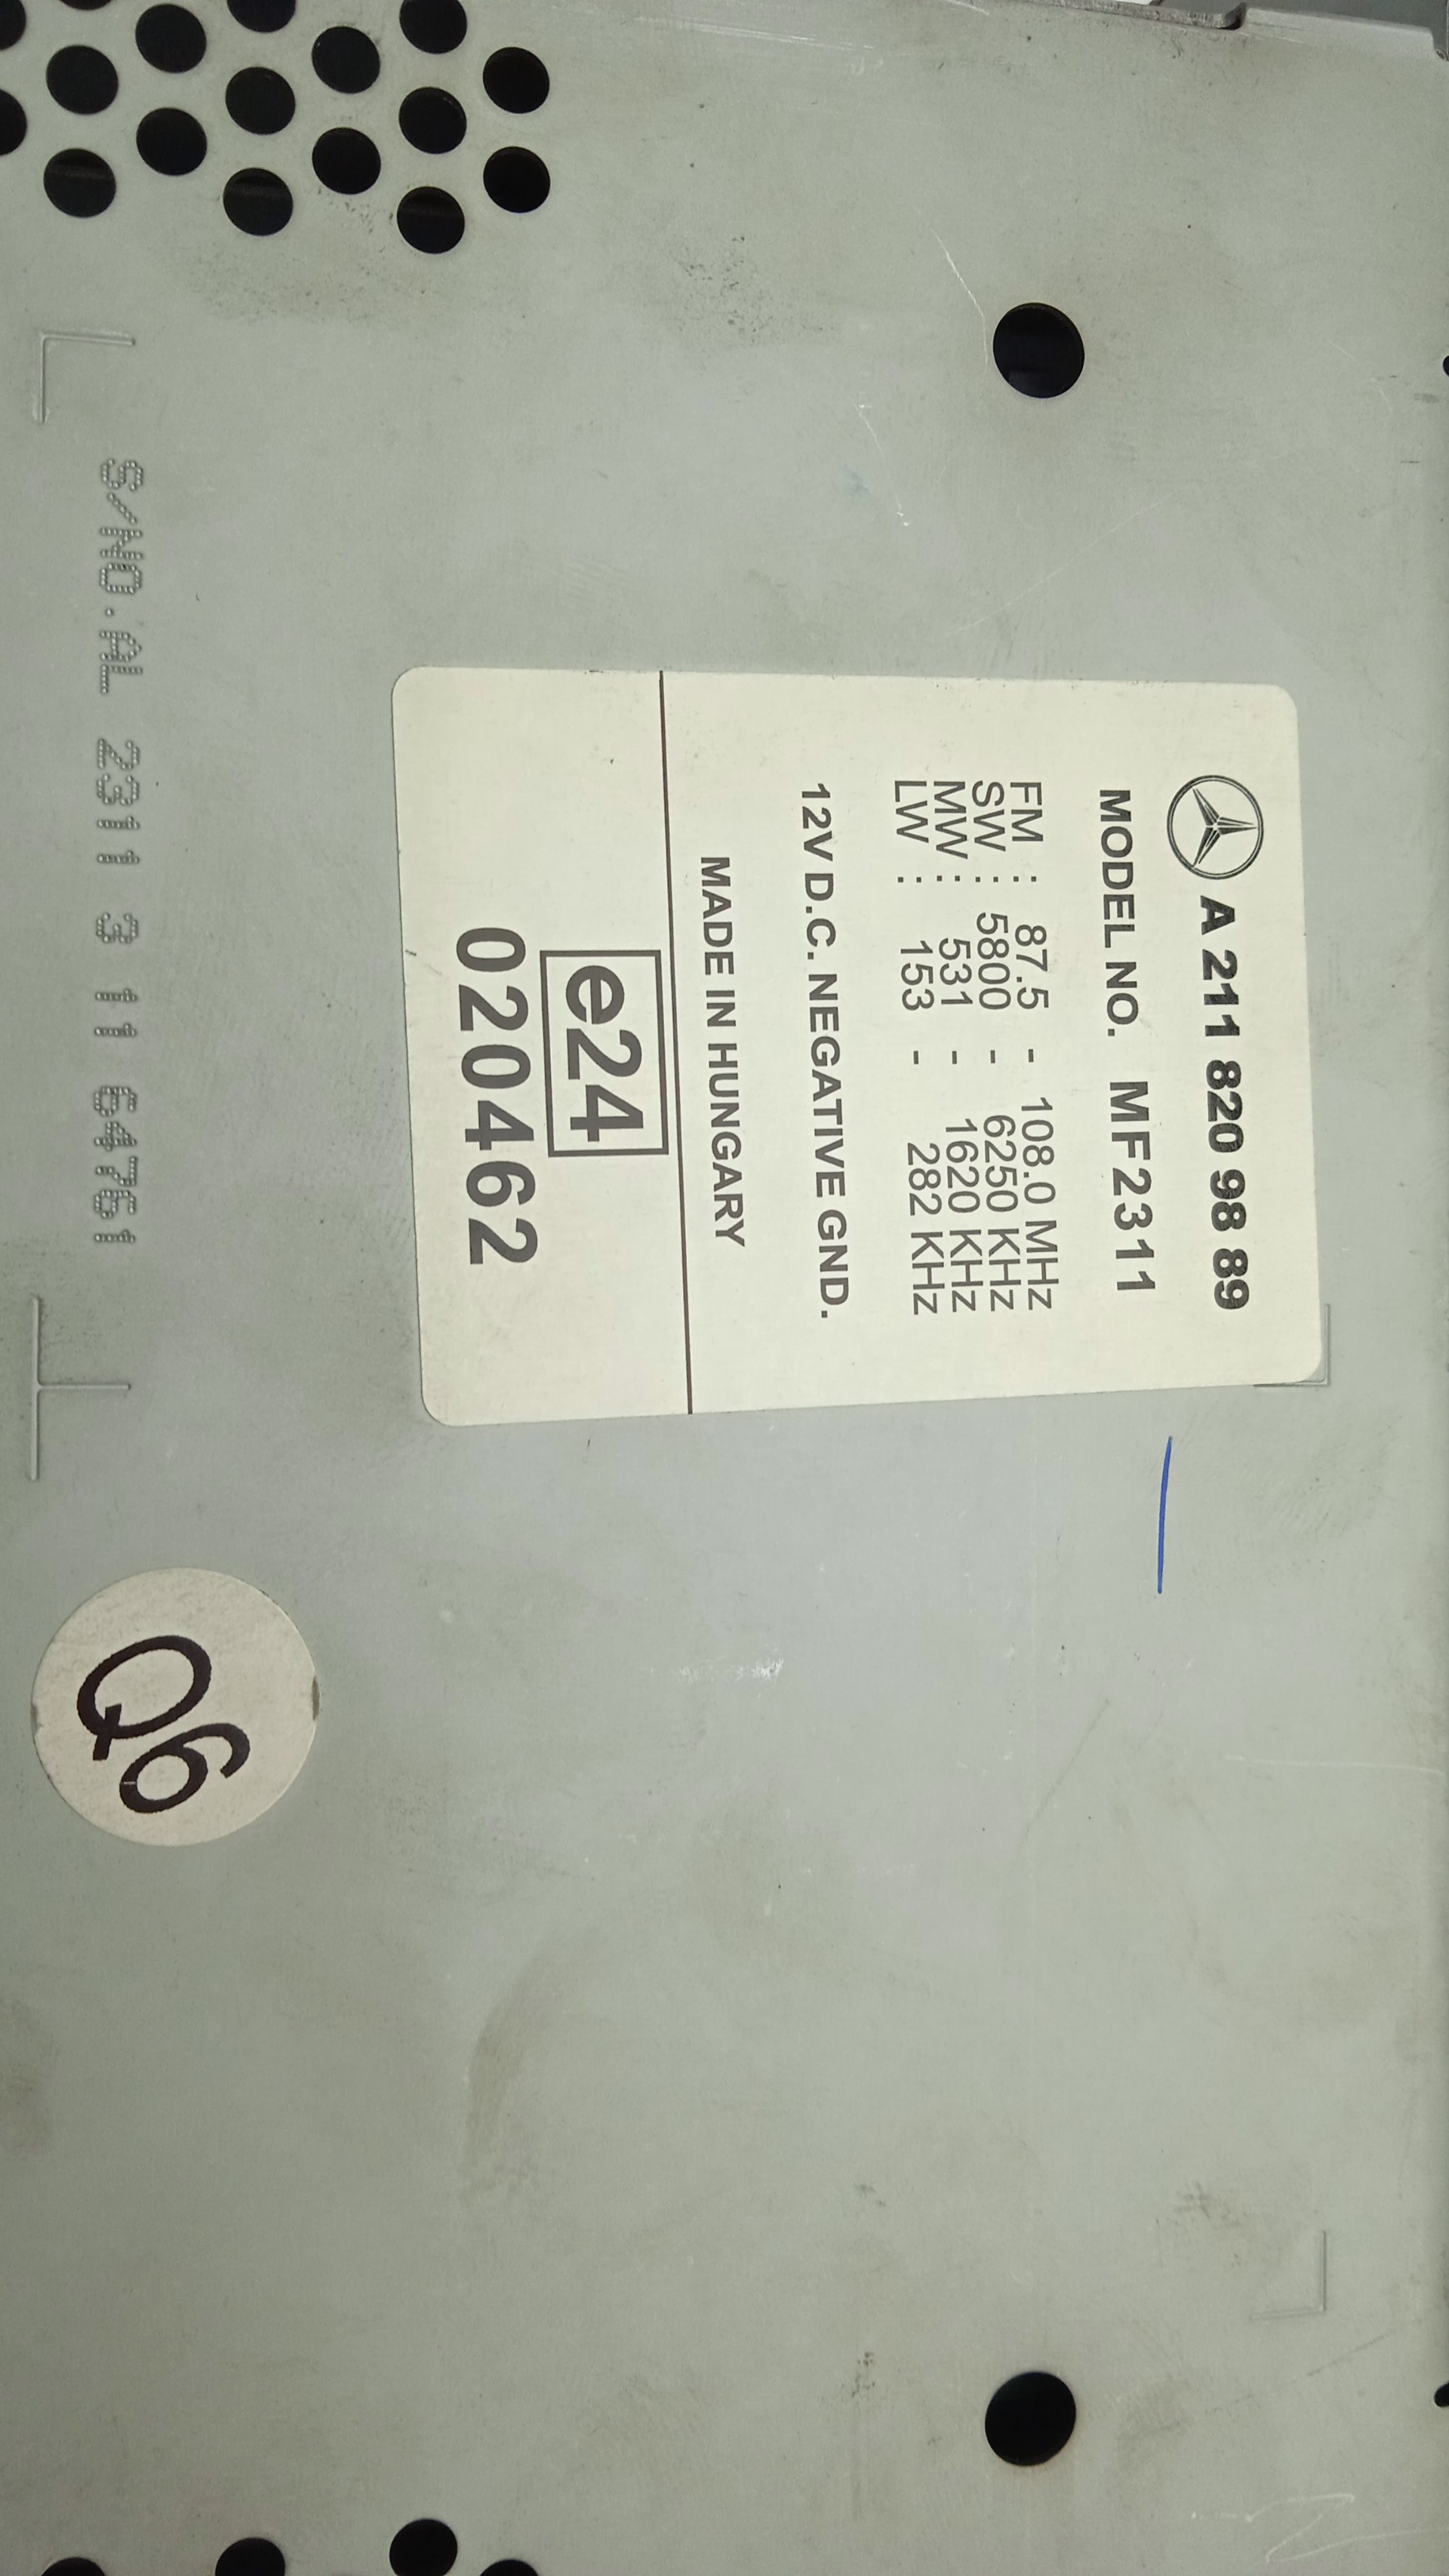 A 211 820 98 89
MODEL NO. MF2311
FM : 87.5 - 108.0 MHz
SW : 5800 - 6250 KHz
MW : 531 - 1620 KHz
LW : 153 - 282 KHz
12V D.C. NEGATIVE GND.
MADE IN HUNGARY
e24
020462
S/NO.AL 2311 3 11 64761
Q6